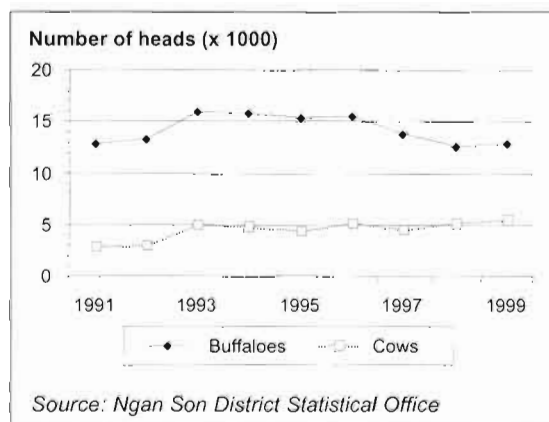 Number of heads (x 1000)
20
15
10
5
0
1991 1993 1995 1997 1999
Buffaloes Cows
Source: Ngan Son District Statistical Office